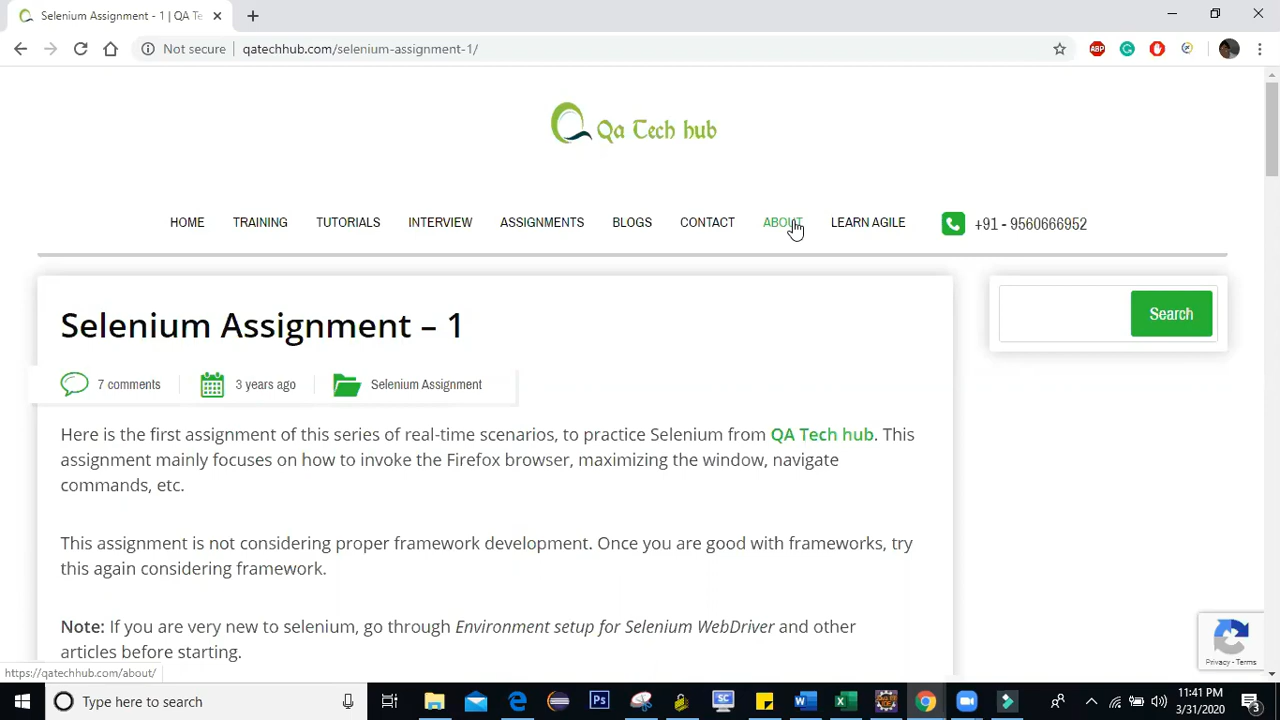 Selenium Assignment - 1 | QA Te
Not secure qatechhub.com/selenium-assignment-1/
ABP
Qa Tech hub
HOME TRAINING TUTORIALS INTERVIEW ASSIGNMENTS BLOGS CONTACT ABOUT LEARN AGILE +91 - 9560666952
Selenium Assignment – 1
Search
7 comments 3 years ago Selenium Assignment
Here is the first assignment of this series of real-time scenarios, to practice Selenium from QA Tech hub. This
assignment mainly focuses on how to invoke the Firefox browser, maximizing the window, navigate
commands, etc.
This assignment is not considering proper framework development. Once you are good with frameworks, try
this again considering framework.
Note: If you are very new to selenium, go through Environment setup for Selenium WebDriver and other
articles before starting.
Privacy - Terms
https://qatechhub.com/about/
Type here to search
Ps
SC
11:41 PM
3/31/2020
3